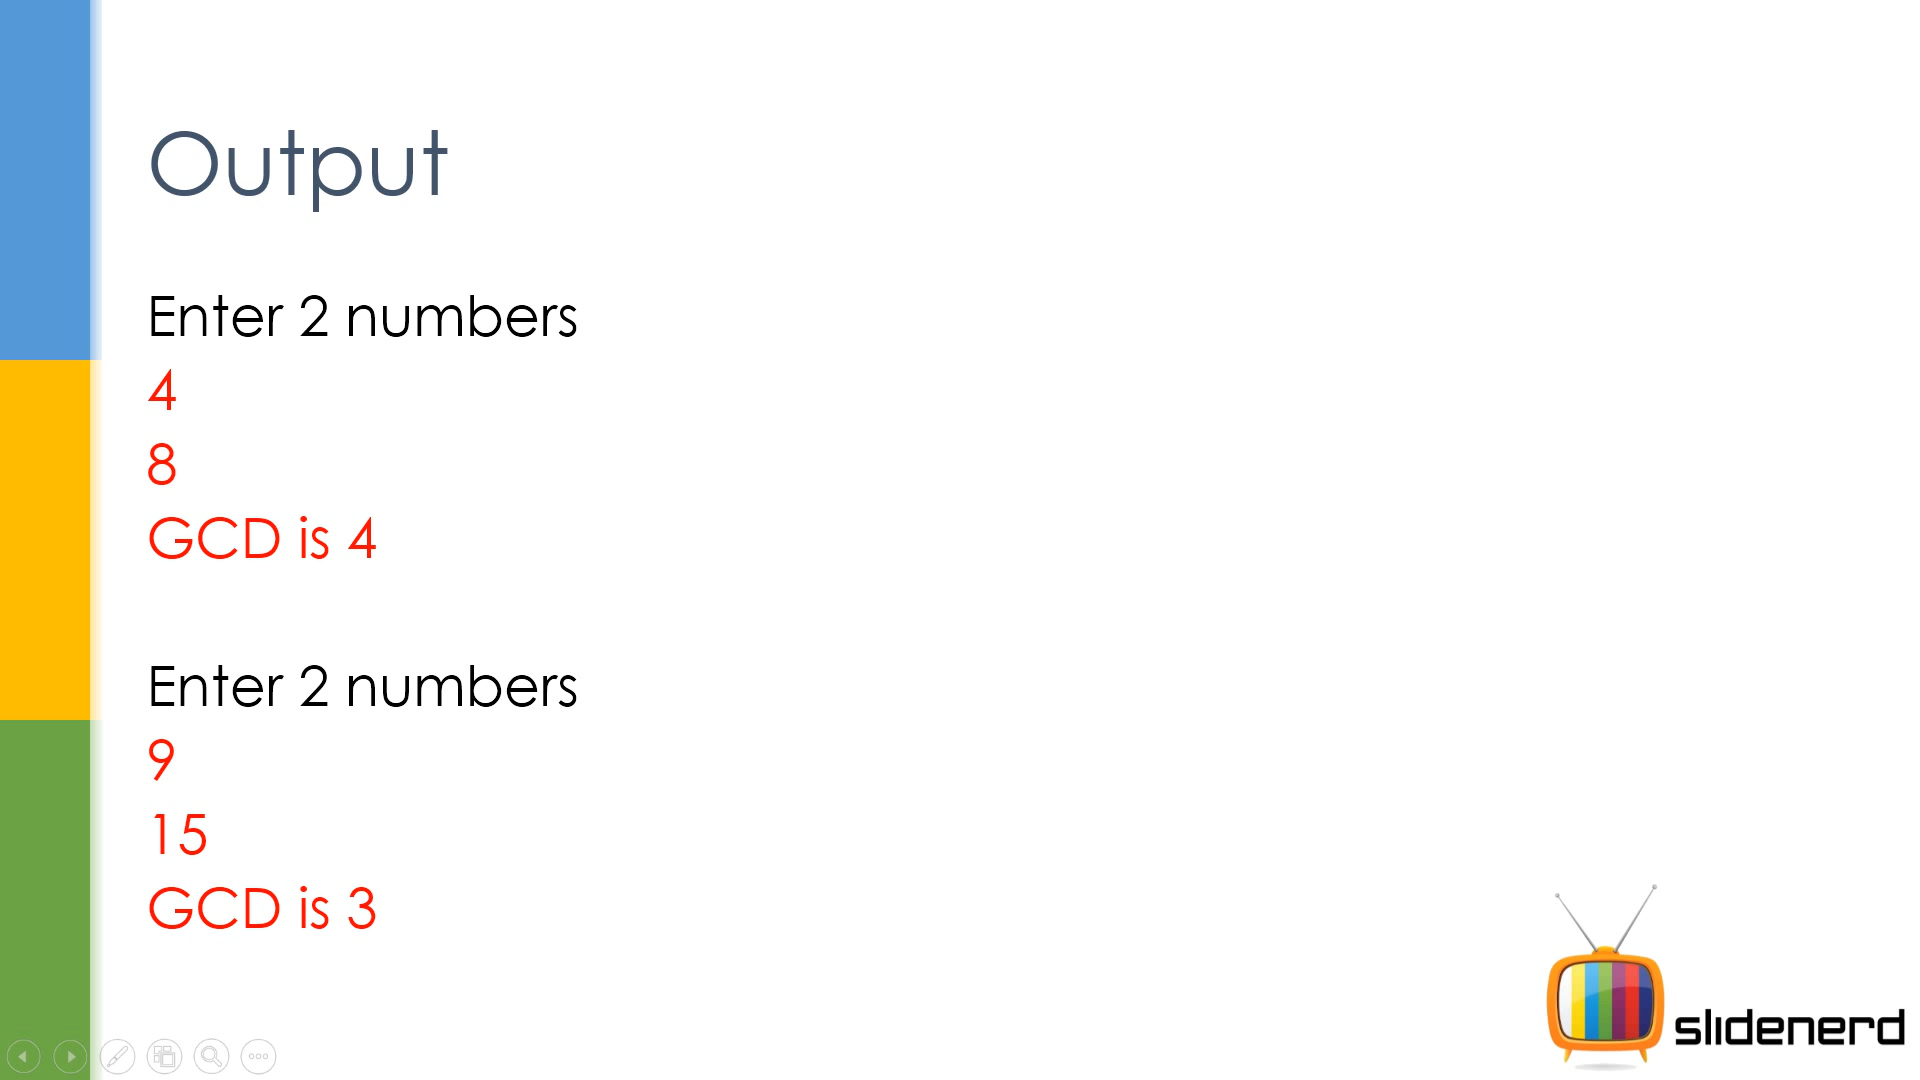 Output
Enter 2 numbers
4
8
GCD is 4
Enter 2 numbers
9
15
GCD is 3
slidenerd